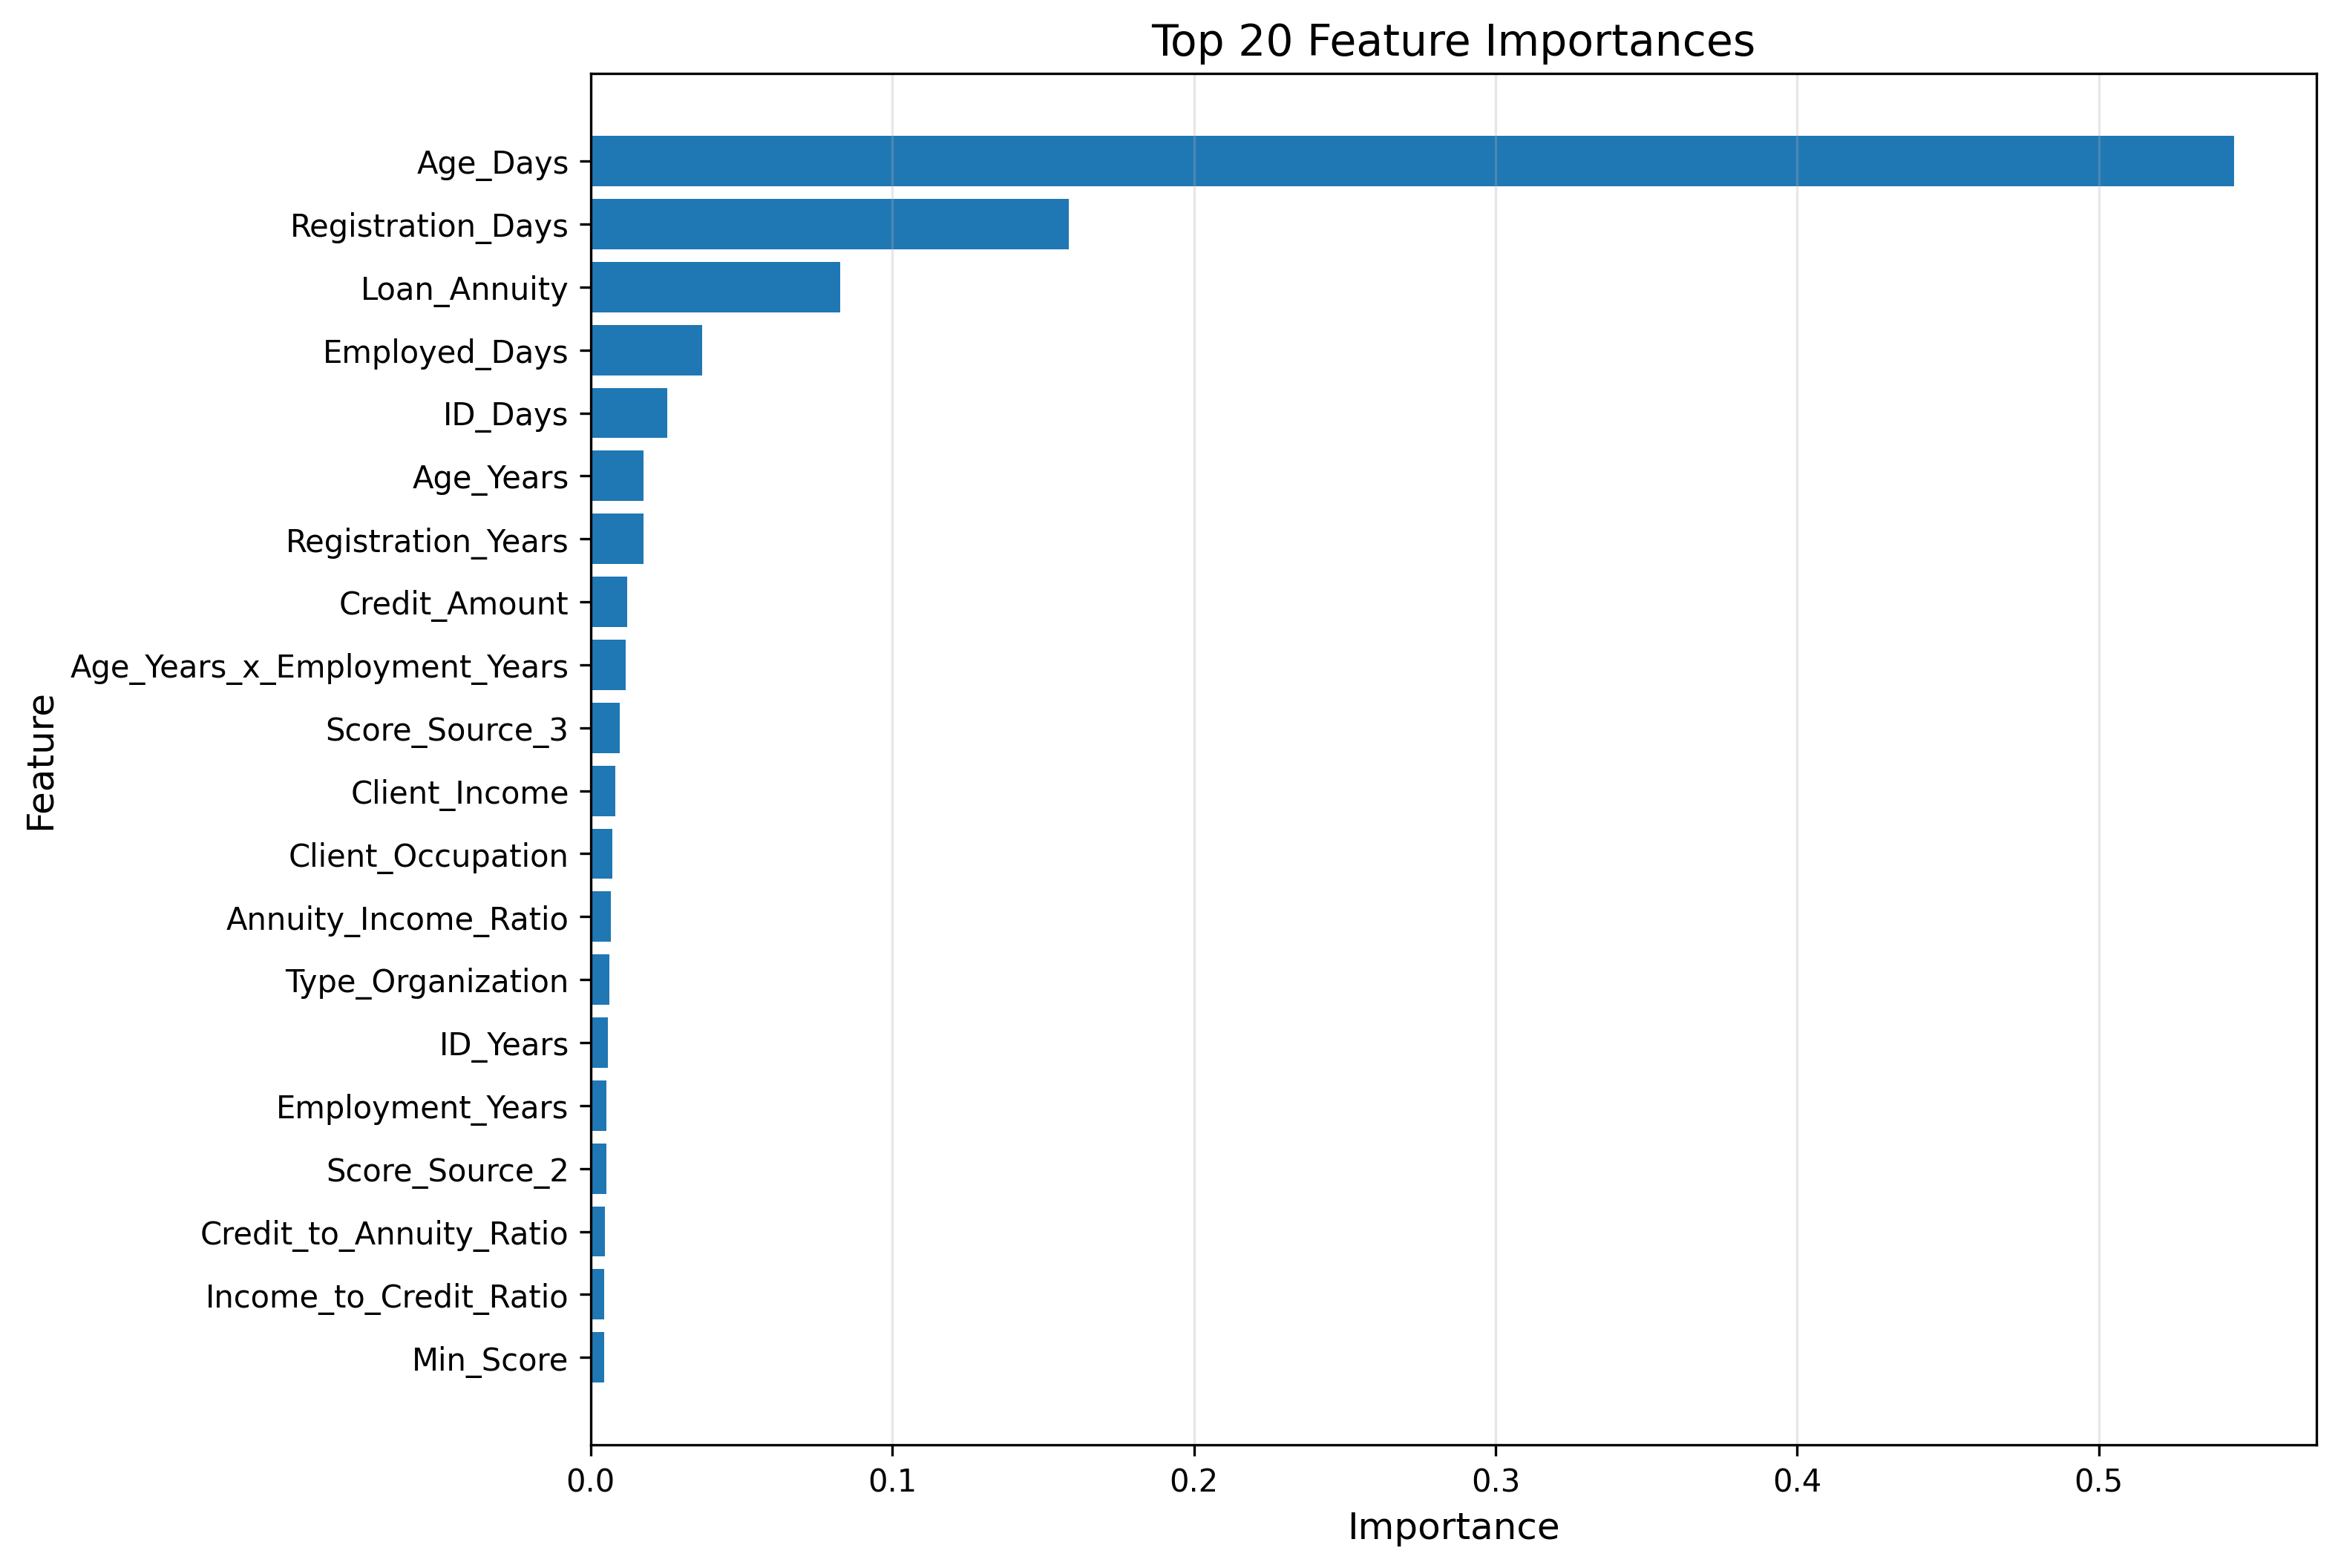 Top 20 Feature Importances
Age_Days
Registration_Days
Loan_Annuity
Employed_Days
ID_Days
Age_Years
Registration_Years
Credit_Amount
Age_Years_x_Employment_Years
Score_Source_3
Client_Income
Client_Occupation
Annuity_Income_Ratio
Type_Organization
ID_Years
Employment_Years
Score_Source_2
Credit_to_Annuity_Ratio
Income_to_Credit_Ratio
Min_Score
Feature
0.0 0.1 0.2 0.3 0.4 0.5
Importance